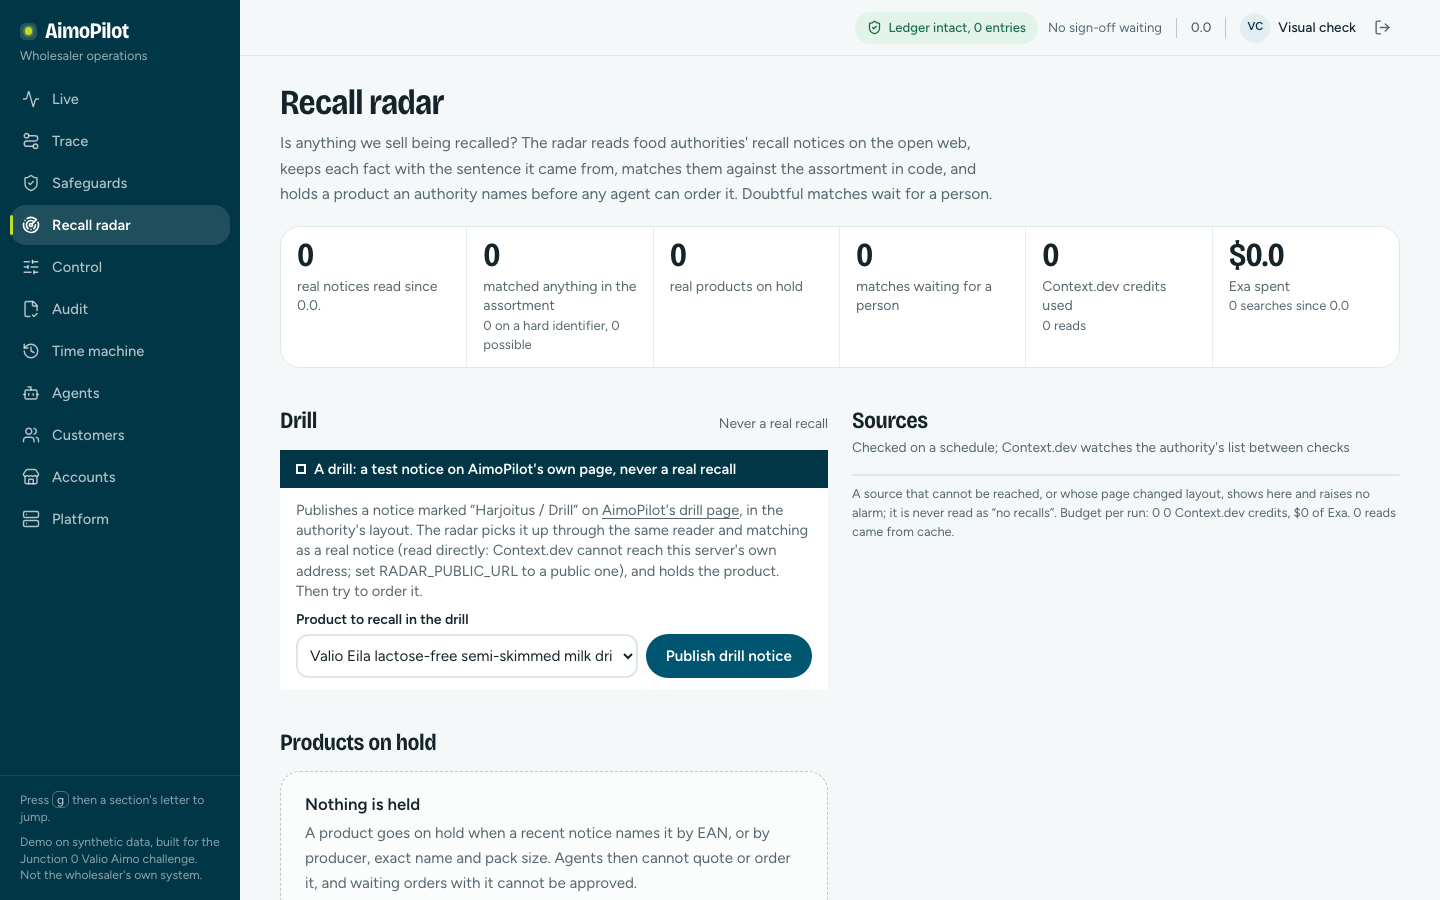 AimoPilot
Wholesaler operations
Live
Trace
Safeguards
Recall radar
Control
Audit
Time machine
Agents
Customers
Accounts
Platform
Press g then a section's letter to
jump.
Demo on synthetic data, built for the
Junction 0 Valio Aimo challenge.
Not the wholesaler's own system.
Ledger intact, 0 entries
No sign-off waiting
0.0
VC
Visual check
Recall radar
Is anything we sell being recalled? The radar reads food authorities' recall notices on the open web,
keeps each fact with the sentence it came from, matches them against the assortment in code, and
holds a product an authority names before any agent can order it. Doubtful matches wait for a person.
0
real notices read since
0.0.
0
matched anything in the
assortment
0 on a hard identifier, 0
possible
0
real products on hold
0
matches waiting for a
person
0
Context.dev credits
used
0 reads
$0.0
Exa spent
0 searches since 0.0
Drill
Never a real recall
A drill: a test notice on AimoPilot's own page, never a real recall
Publishes a notice marked “Harjoitus / Drill” on AimoPilot's drill page, in the
authority's layout. The radar picks it up through the same reader and matching
as a real notice (read directly: Context.dev cannot reach this server's own
address; set RADAR_PUBLIC_URL to a public one), and holds the product.
Then try to order it.
Product to recall in the drill
Valio Eila lactose-free semi-skimmed milk dri
Publish drill notice
Sources
Checked on a schedule; Context.dev watches the authority's list between checks
A source that cannot be reached, or whose page changed layout, shows here and raises no
alarm; it is never read as “no recalls”. Budget per run: 0 0 Context.dev credits, $0 of Exa. 0 reads
came from cache.
Products on hold
Nothing is held
A product goes on hold when a recent notice names it by EAN, or by
producer, exact name and pack size. Agents then cannot quote or order
it, and waiting orders with it cannot be approved.